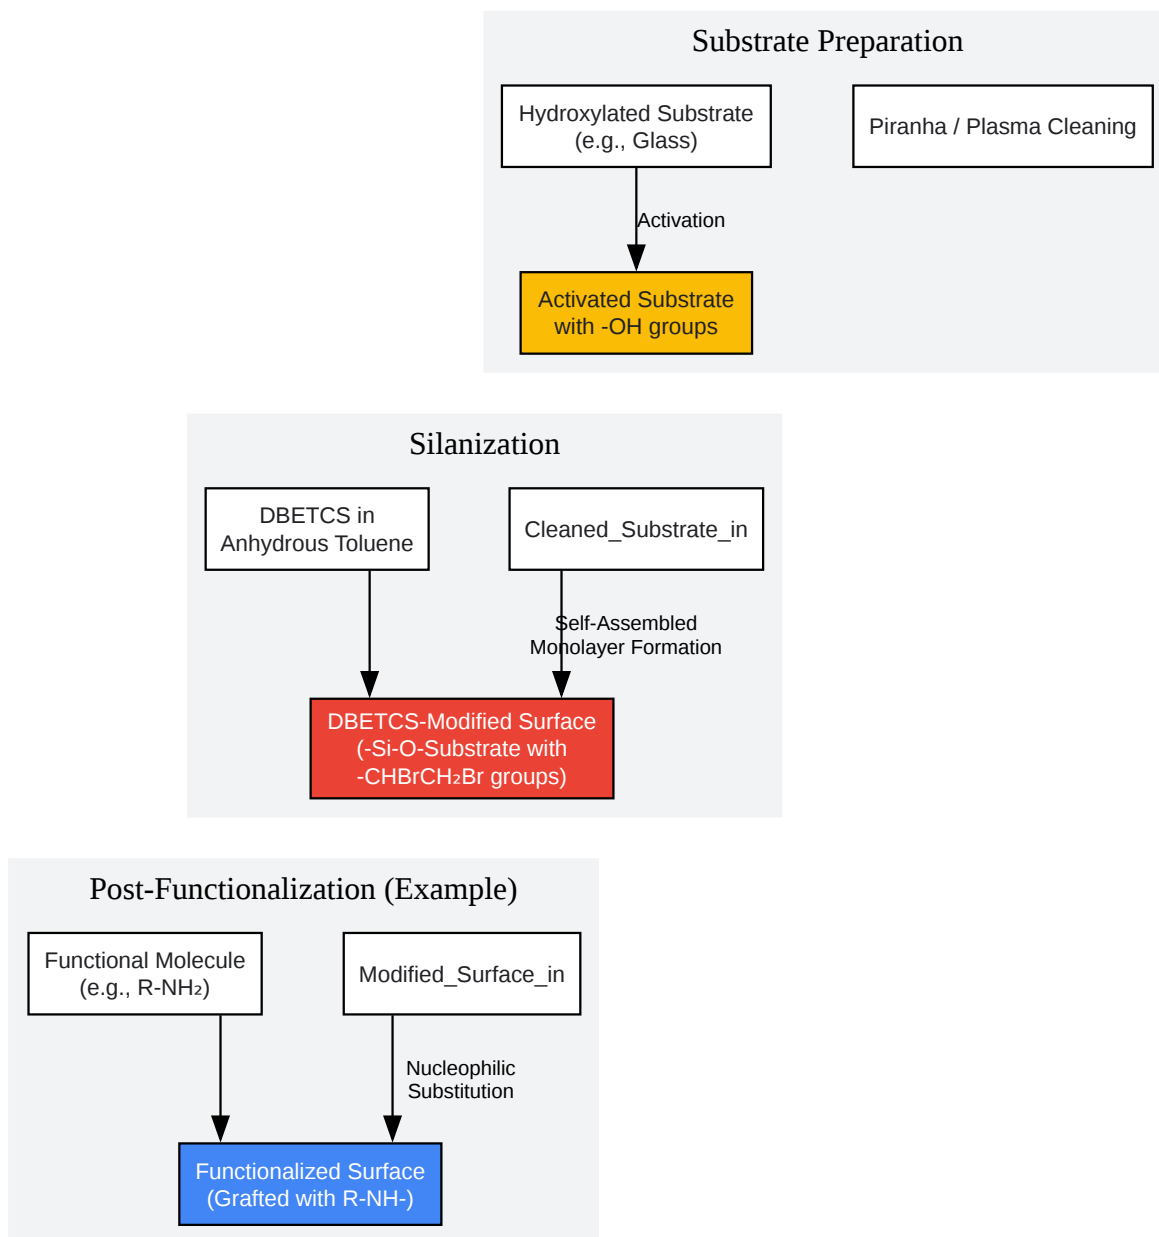 Substrate Preparation
Hydroxylated Substrate
(e.g., Glass)
Piranha / Plasma Cleaning
Activation
Activated Substrate
with -OH groups
Silanization
DBETCS in
Anhydrous Toluene
Cleaned_Substrate_in
Self-Assembled
Monolayer Formation
DBETCS-Modified Surface
(-Si-O-Substrate with
-CHBrCH₂Br groups)
Post-Functionalization (Example)
Functional Molecule
(e.g., R-NH₂)
Modified_Surface_in
Nucleophilic
Substitution
Functionalized Surface
(Grafted with R-NH-)